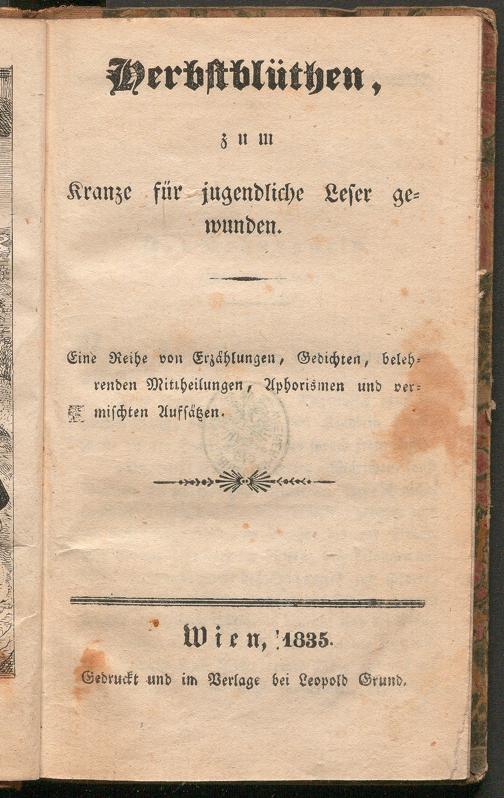 Herbstblüthen,
zum
Kranze für jugendliche Leser ge-
wunden.
Eine Reihe von Erzählungen, Gedichten, beleh-
renden Mittheilungen, Aphorismen und ver-
mischten Aufsätzen.
Wien, 1835.
Gedruckt und im Verlage bei Leopold Grund.